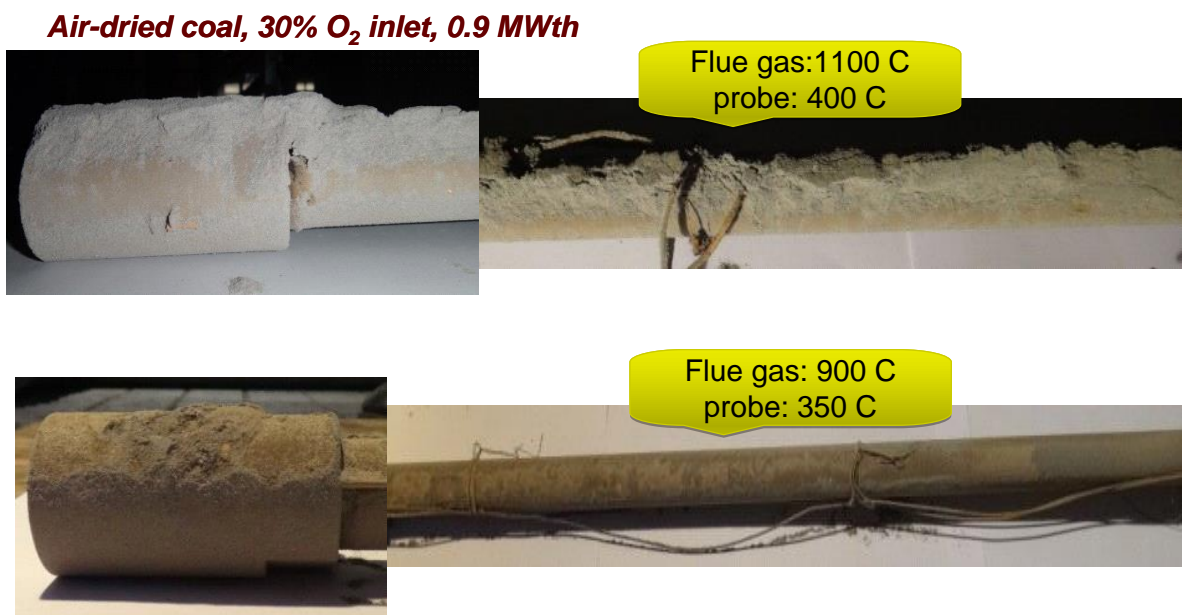 Air-dried coal, 30% O₂ inlet, 0.9 MWth
Flue gas:1100 C
probe: 400 C
Flue gas: 900 C
probe: 350 C